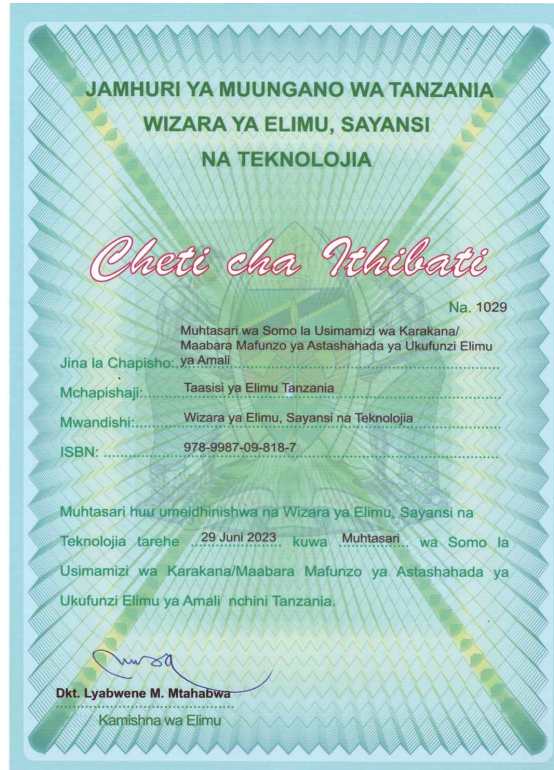 JAMHURI YA MUUNGANO WA TANZANIA
WIZARA YA ELIMU, SAYANSI
NA TEKNOLOJIA
Cheti cha Ithibati
Na. 1029
Muhtasari wa Somo la Usimamizi wa Karakana/
Maabara Mafunzo ya Astashahada ya Ukufunzi Elimu
Jina la Chapisho: ya Amali
Mchapishaji: Taasisi ya Elimu Tanzania
Mwandishi: Wizara ya Elimu, Sayansi na Teknolojia
ISBN: 978-9987-09-818-7
Muhtasari huu umeidhinishwa na Wizara ya Elimu, Sayansi na
Teknolojia tarehe 29 Juni 2023 kuwa Muhtasari wa Somo la
Usimamizi wa Karakana/Maabara Mafunzo ya Astashahada ya
Ukufunzi Elimu ya Amali nchini Tanzania.
Dkt. Lyabwene M. Mtahabwa
Kamishna wa Elimu